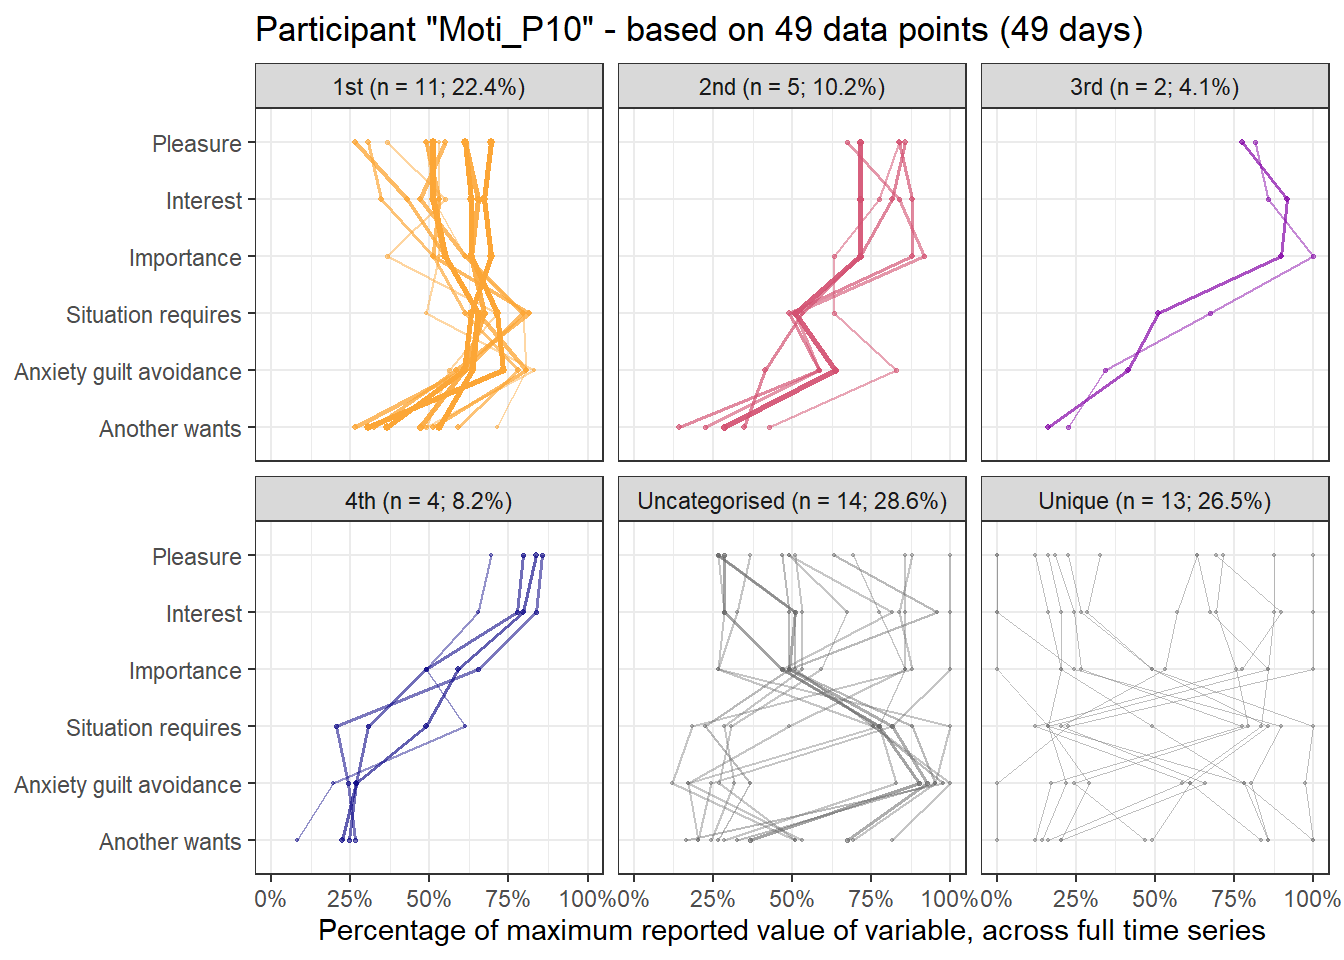 Participant "Moti_P10" - based on 49 data points (49 days)
1st (n = 11; 22.4%)
2nd (n = 5; 10.2%)
3rd (n = 2; 4.1%)
Pleasure
Interest
Importance
Situation requires
Anxiety guilt avoidance
Another wants
4th (n = 4; 8.2%)
Uncategorised (n = 14; 28.6%)
Unique (n = 13; 26.5%)
Pleasure
Interest
Importance
Situation requires
Anxiety guilt avoidance
Another wants
0% 25% 50% 75% 100%
0% 25% 50% 75% 100%
0% 25% 50% 75% 100%
Percentage of maximum reported value of variable, across full time series